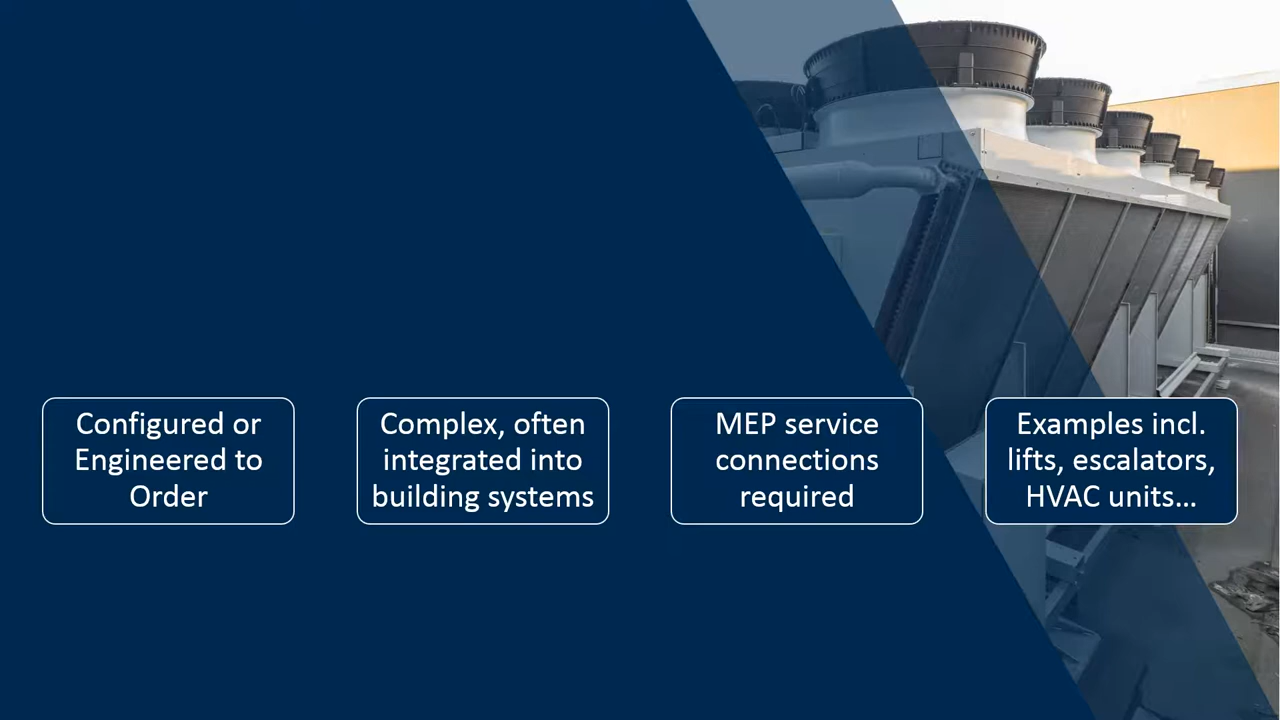 Configured or
Engineered to
Order
Complex, often
integrated into
building systems
MEP service
connections
required
Examples incl.
lifts, escalators,
HVAC units...